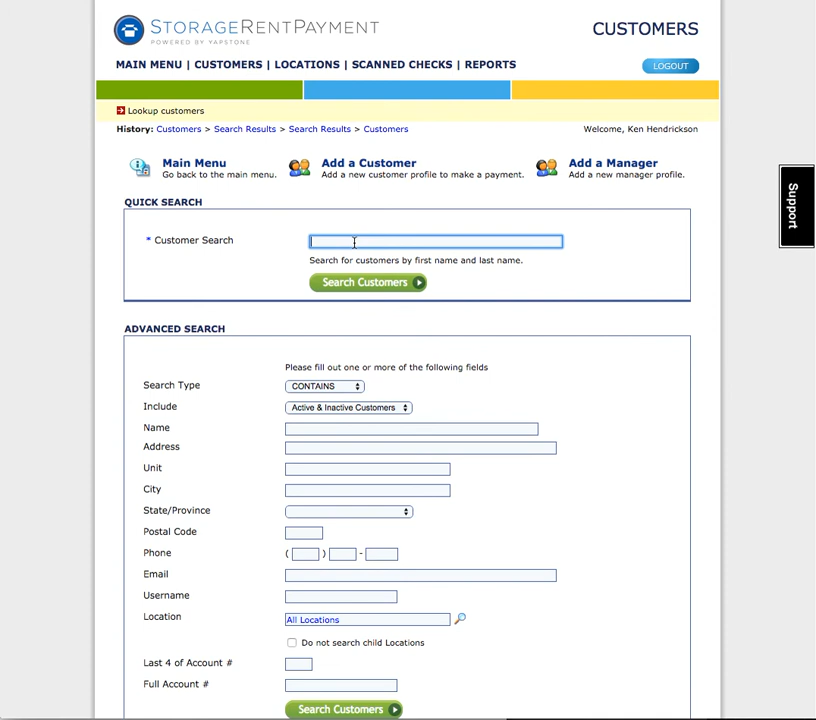 STORAGERENTPAYMENT
POWERED BY YAPSTONE
CUSTOMERS
MAIN MENU | CUSTOMERS | LOCATIONS | SCANNED CHECKS | REPORTS
LOGOUT
Lookup customers
History: Customers > Search Results > Search Results > Customers
Welcome, Ken Hendrickson
Main Menu
Go back to the main menu.
Add a Customer
Add a new customer profile to make a payment.
Add a Manager
Add a new manager profile.
Support
QUICK SEARCH
* Customer Search
Search for customers by first name and last name.
Search Customers
ADVANCED SEARCH
Please fill out one or more of the following fields
Search Type CONTAINS
Include Active & Inactive Customers
Name
Address
Unit
City
State/Province
Postal Code
Phone ( ) -
Email
Username
Location All Locations
Do not search child Locations
Last 4 of Account #
Full Account #
Search Customers